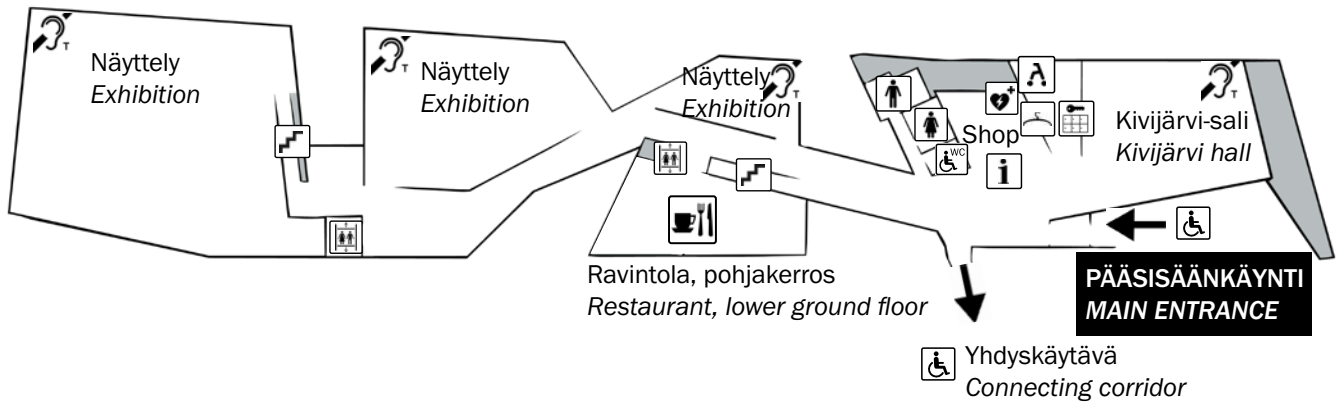 Näyttely
Exhibition
T
Näyttely
Exhibition
T
Näyttely
Exhibition
T
Shop
WC
i
Kivijärvi-sali
Kivijärvi hall
T
Ravintola, pohjakerros
Restaurant, lower ground floor
PÄÄSISÄÄNKÄYNTI
MAIN ENTRANCE
Yhdyskäytävä
Connecting corridor